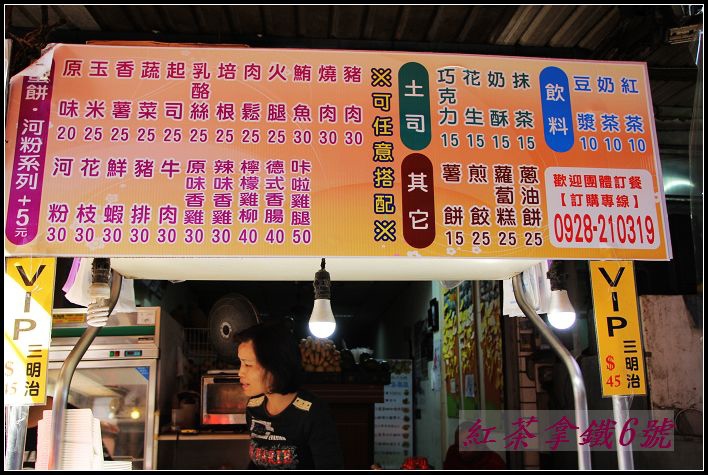 餅・河粉系列+5元
原味 20
玉米 25
香薯 25
蔬菜 25
起司 25
乳酪絲 25
培根 25
肉鬆 25
火腿 25
鮪魚 30
燒肉 30
豬肉 30
河粉 30
花枝 30
鮮蝦 30
豬排 30
牛肉 30
原味香雞 30
辣味香雞 30
檸檬雞柳 40
德式香腸 40
咔啦雞腿 50
※可任意搭配※
土司
巧克力 15
花生 15
奶酥 15
抹茶 15
其它
薯餅 15
煎餃 25
蘿蔔糕 25
蔥油餅 25
飲料
豆漿 10
奶茶 10
紅茶 10
歡迎團體訂餐
【訂購專線】
0928-210319
VIP
三明治
$45
VIP
三明治
$45
紅茶拿鐵6號